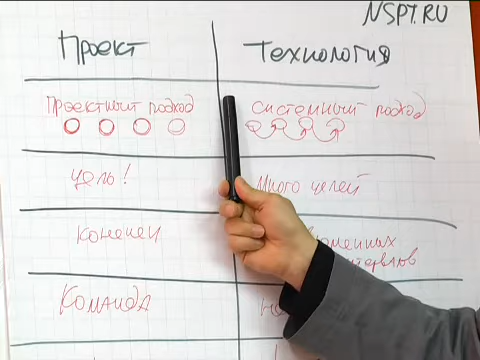 NSPT.RU
Проект
Технология
Проектный подход
системный подход
цель!
Много целей
конечен
Команда